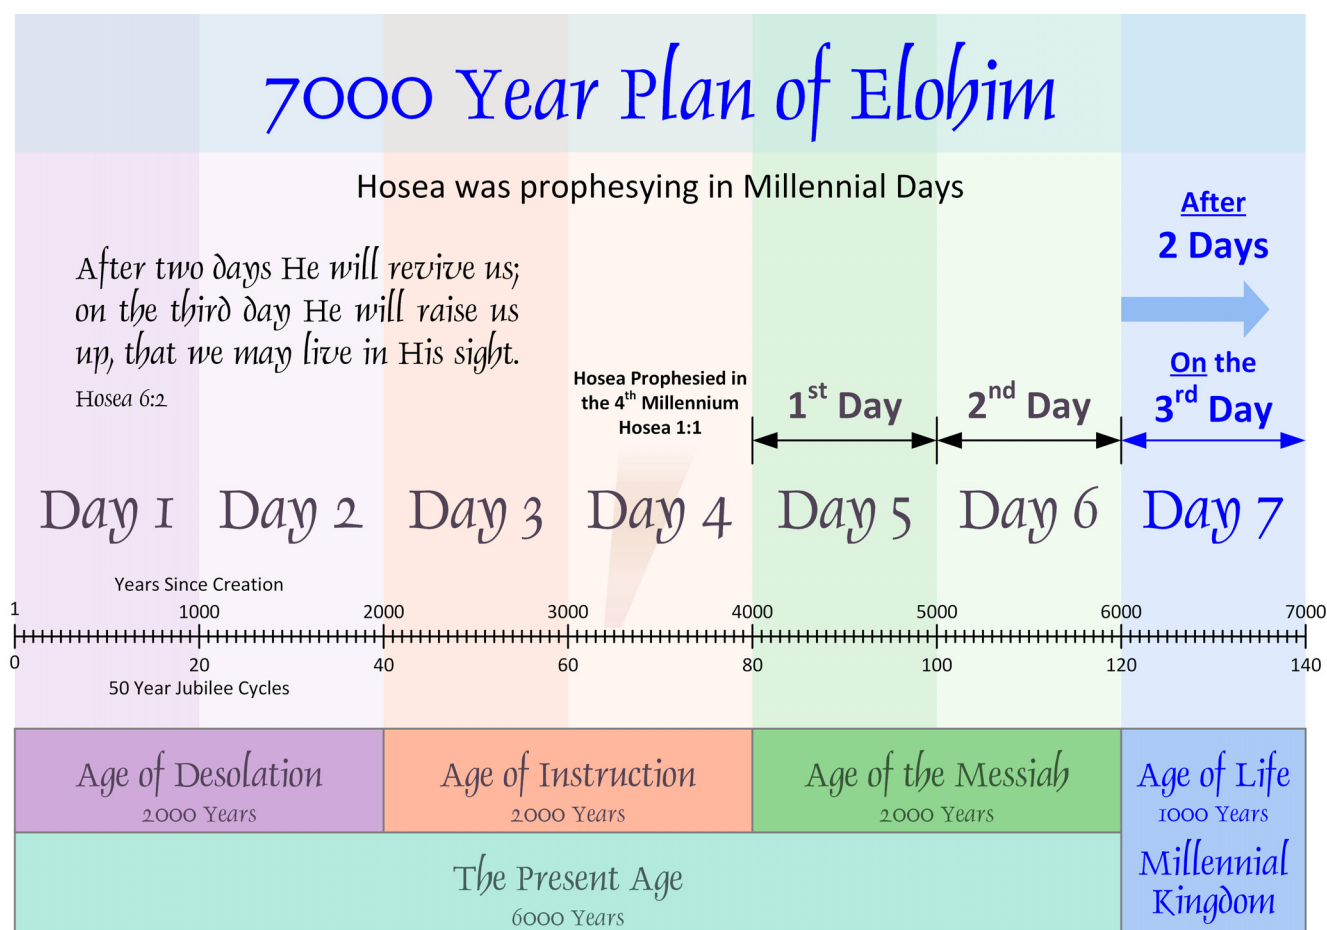 7000 Year Plan of Elohim
Hosea was prophesying in Millennial Days
After two days He will revive us;
on the third day He will raise us
up, that we may live in His sight.
Hosea 6:2
Hosea Prophesied in
the 4th Millennium
Hosea 1:1
After
2 Days
On the
3rd Day
1st Day
2nd Day
Day 1
Day 2
Day 3
Day 4
Day 5
Day 6
Day 7
Years Since Creation
1 1000 2000 3000 4000 5000 6000 7000
0 20 40 60 80 100 120 140
50 Year Jubilee Cycles
Age of Desolation
2000 Years
Age of Instruction
2000 Years
Age of the Messiah
2000 Years
Age of Life
1000 Years
Millennial
Kingdom
The Present Age
6000 Years